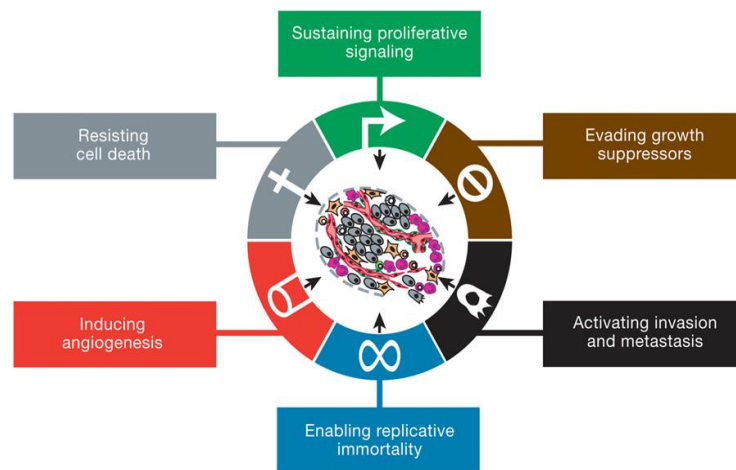 Sustaining proliferative
signaling
Resisting
cell death
Evading growth
suppressors
Inducing
angiogenesis
Activating invasion
and metastasis
Enabling replicative
immortality